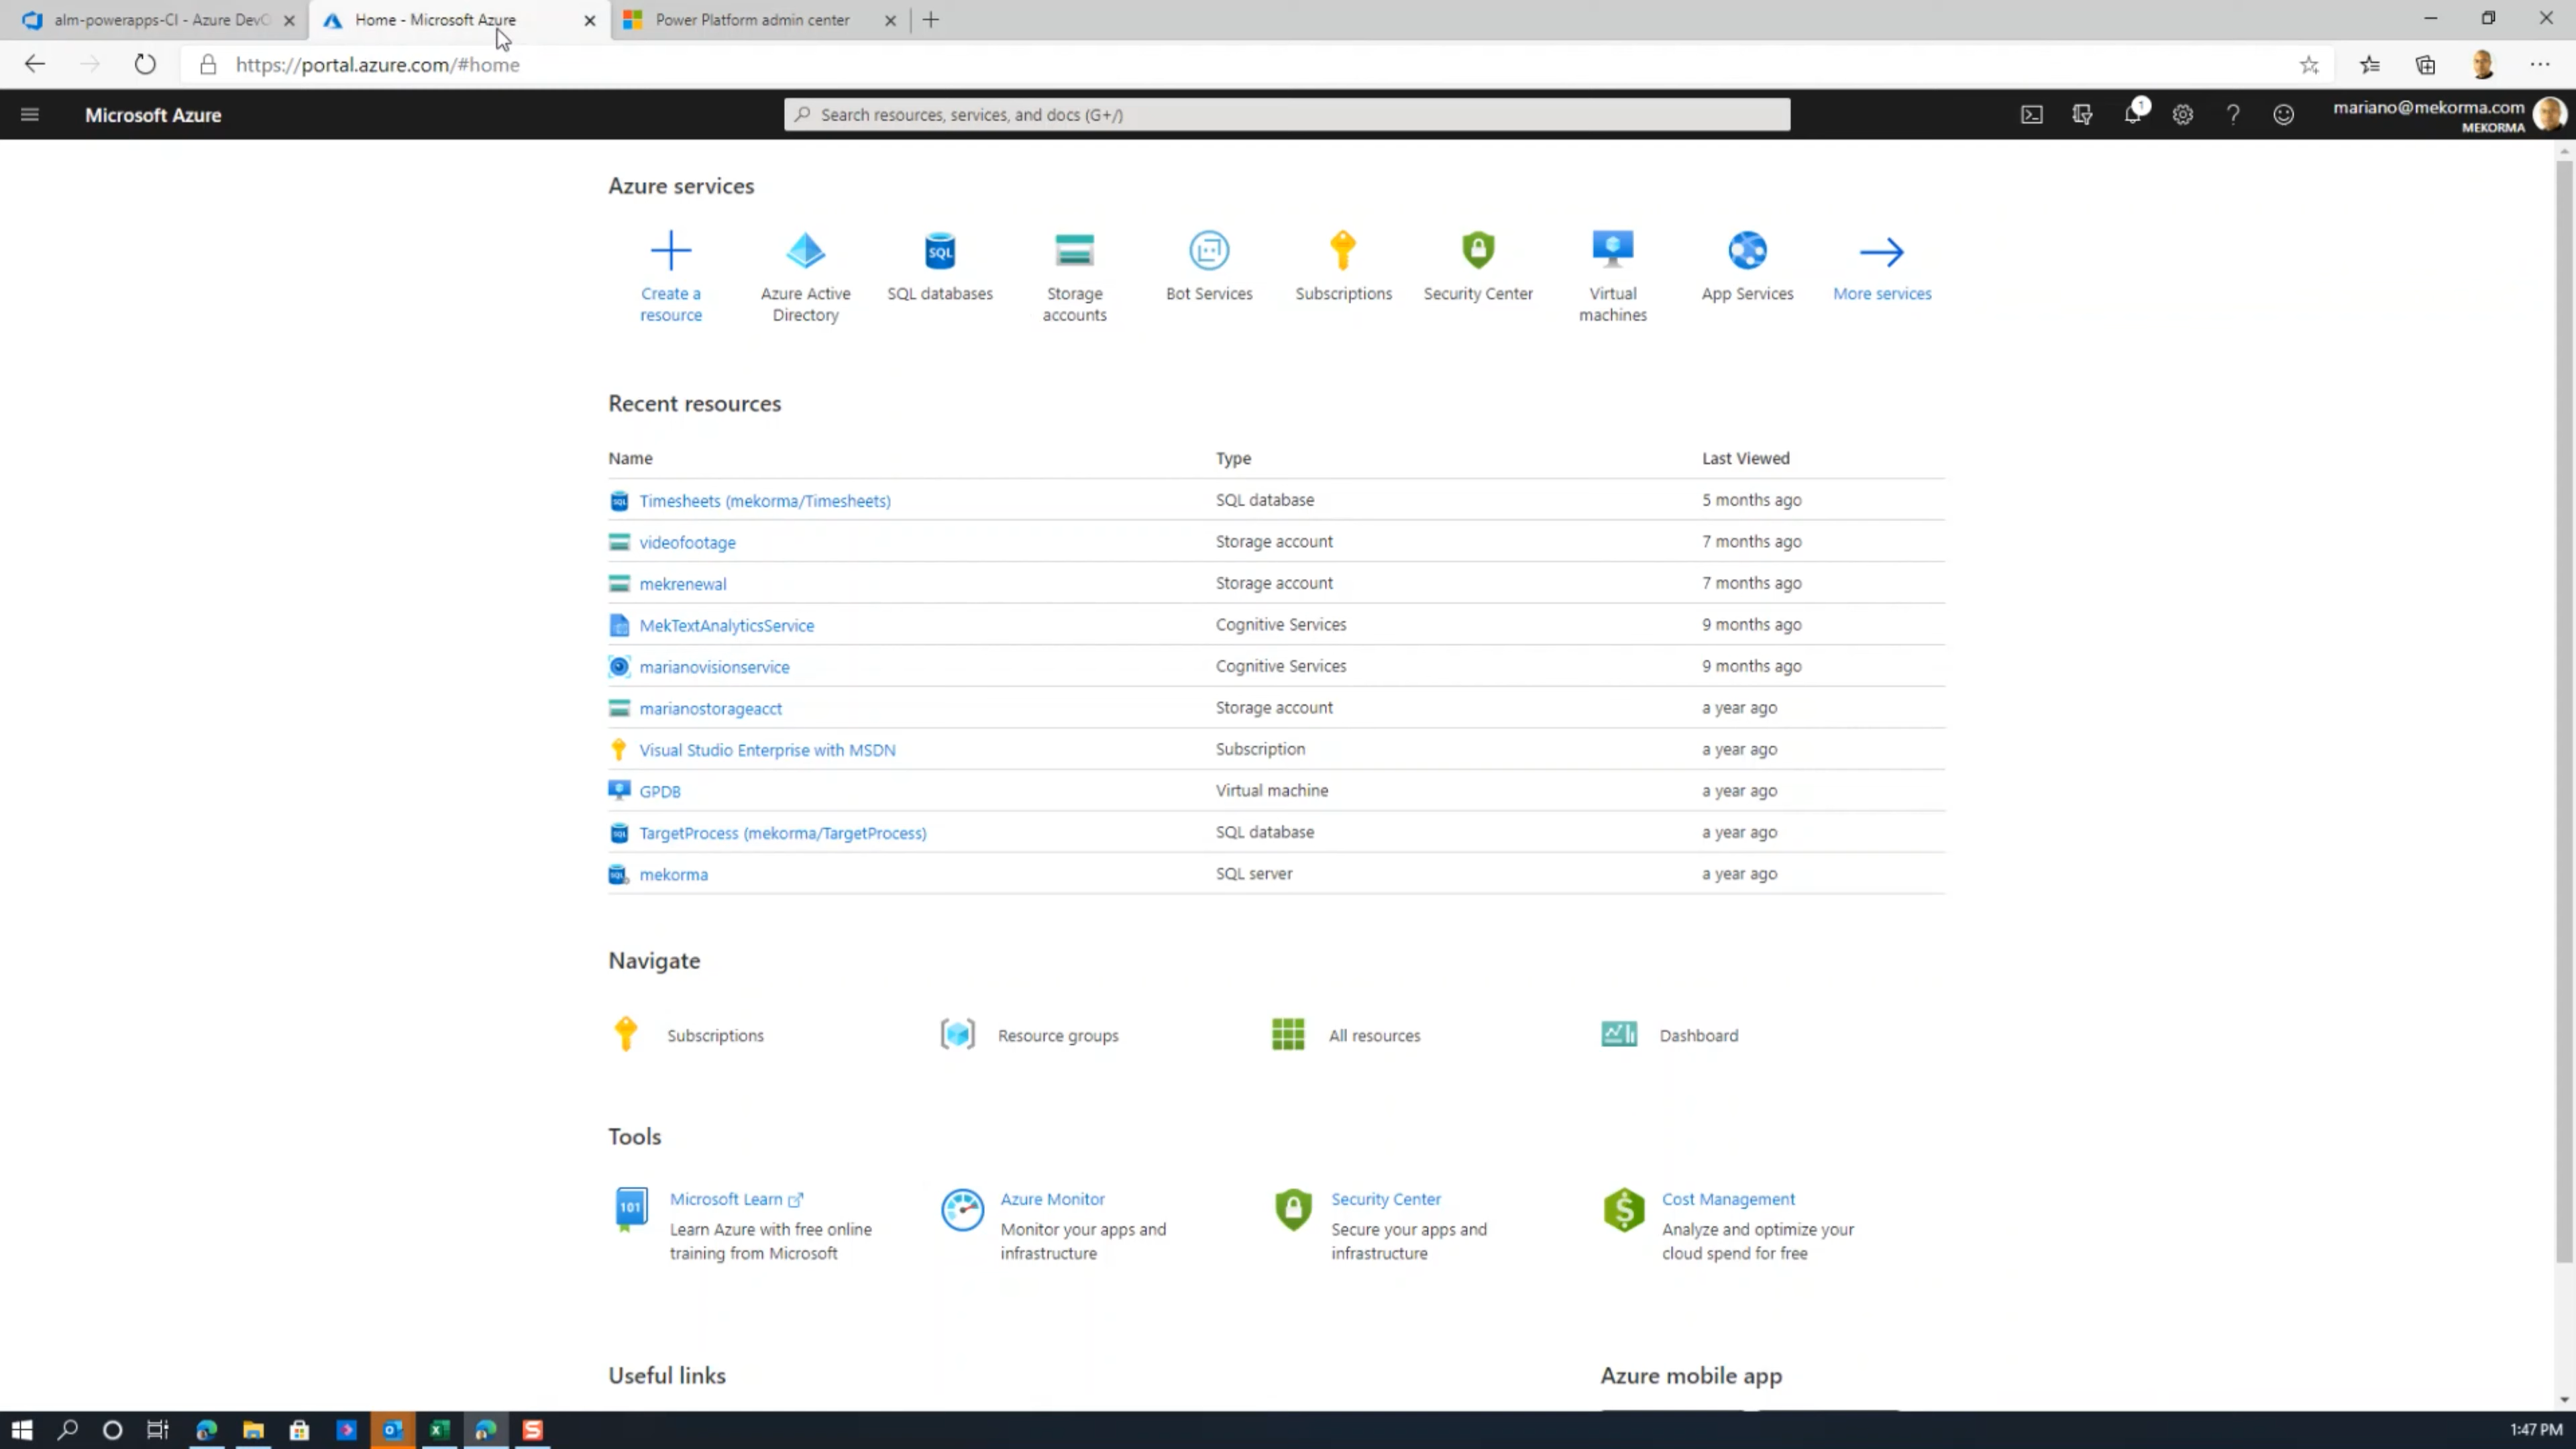 alm-powerapps-CI - Azure DevO
Home - Microsoft Azure
Power Platform admin center
https://portal.azure.com/#home
Microsoft Azure
Search resources, services, and docs (G+/)
1
mariano@mekorma.com
MEKORMA
Azure services
Create a resource
Azure Active Directory
SQL
SQL databases
Storage accounts
Bot Services
Subscriptions
Security Center
Virtual machines
App Services
More services
Recent resources
Name Type Last Viewed
Timesheets (mekorma/Timesheets) SQL database 5 months ago
videofootage Storage account 7 months ago
mekrenewal Storage account 7 months ago
MekTextAnalyticsService Cognitive Services 9 months ago
marianovisionservice Cognitive Services 9 months ago
marianostorageacct Storage account a year ago
Visual Studio Enterprise with MSDN Subscription a year ago
GPDB Virtual machine a year ago
TargetProcess (mekorma/TargetProcess) SQL database a year ago
mekorma SQL server a year ago
Navigate
Subscriptions
Resource groups
All resources
Dashboard
Tools
101
Microsoft Learn
Learn Azure with free online
training from Microsoft
Azure Monitor
Monitor your apps and
infrastructure
Security Center
Secure your apps and
infrastructure
Cost Management
Analyze and optimize your
cloud spend for free
Useful links
Azure mobile app
1:47 PM